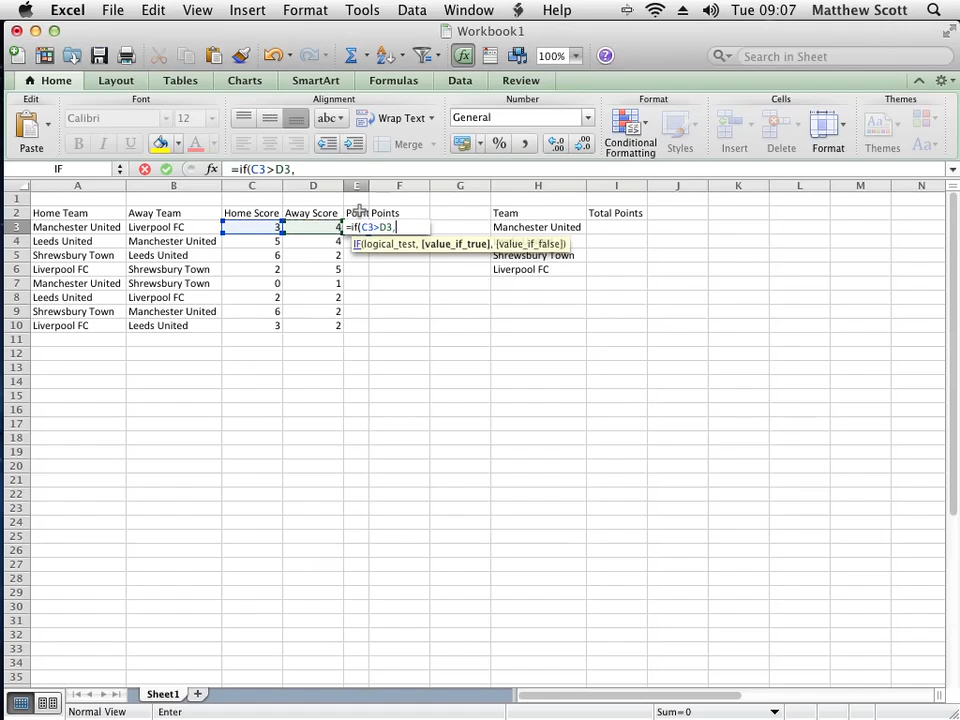 Excel File Edit View Insert Format Tools Data Window Help Tue 09:07 Matthew Scott
Workbook1
100% Search in Sheet
Home Layout Tables Charts SmartArt Formulas Data Review
Edit Font Alignment Number Format Cells Themes
Calibri 12 abc Wrap Text General
Paste B I U A Merge % , Conditional Formatting Styles Insert Delete Format Themes Aa
IF fx =if(C3>D3,
A B C D E F G H I J K L M N
1
2 Home Team Away Team Home Score Away Score Point Points Team Total Points
3 Manchester United Liverpool FC 3 4 =if(C3>D3, Manchester United
4 Leeds United Manchester United 5 4 IF(logical_test, [value_if_true], [value_if_false])
5 Shrewsbury Town Leeds United 6 2 Shrewsbury Town
6 Liverpool FC Shrewsbury Town 2 5 Liverpool FC
7 Manchester United Shrewsbury Town 0 1
8 Leeds United Liverpool FC 2 2
9 Shrewsbury Town Manchester United 6 2
10 Liverpool FC Leeds United 3 2
11
12
13
14
15
16
17
18
19
20
21
22
23
24
25
26
27
28
29
30
31
32
33
34
35
Sheet1
Normal View Enter Sum=0